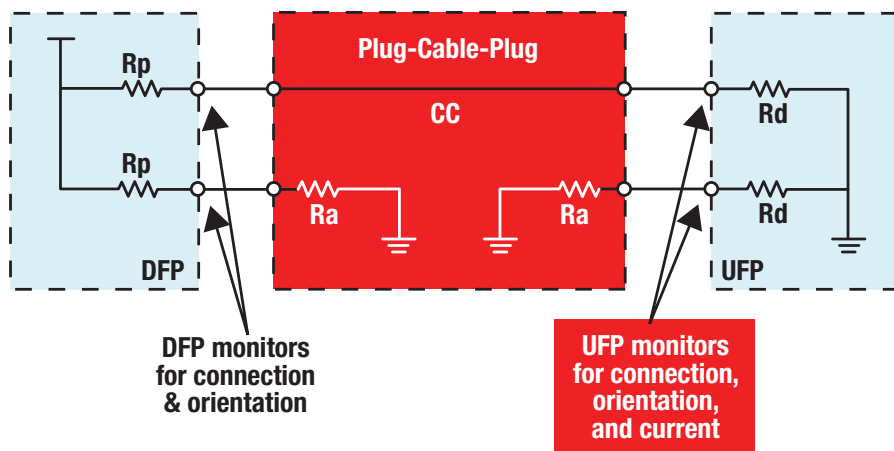 Plug-Cable-Plug
Rp
CC
Rd
Rp
Ra
Ra
Rd
DFP
UFP
DFP monitors
for connection
& orientation
UFP monitors
for connection,
orientation,
and current